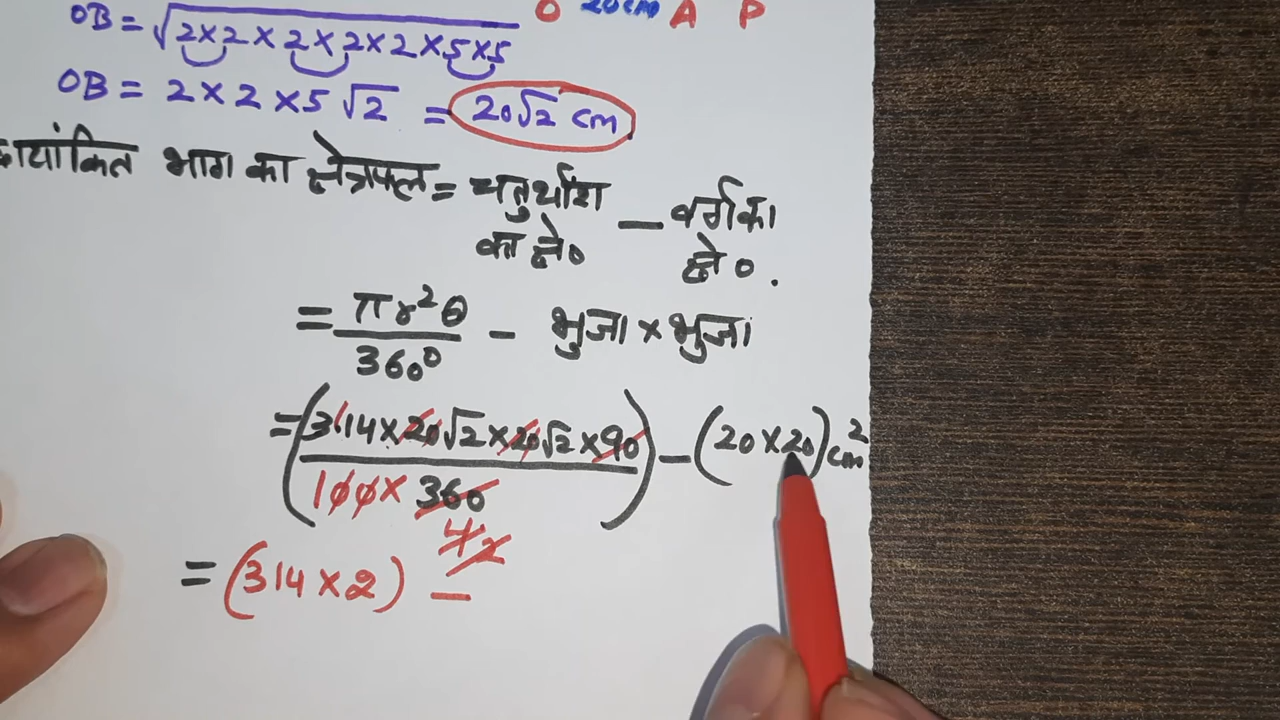 O 20cm A P
OB = √2×2×2×2×2×5×5
OB = 2×2×5√2 = 20√2 cm
छायांकित भाग का क्षेत्रफल = चतुर्थांश का क्षे० – वर्ग का क्षे०.
= πr²θ/360° – भुजा × भुजा
= (3.14×20√2×20√2×90 / 100×360) – (20×20) cm²
4 2
= (314×2) –